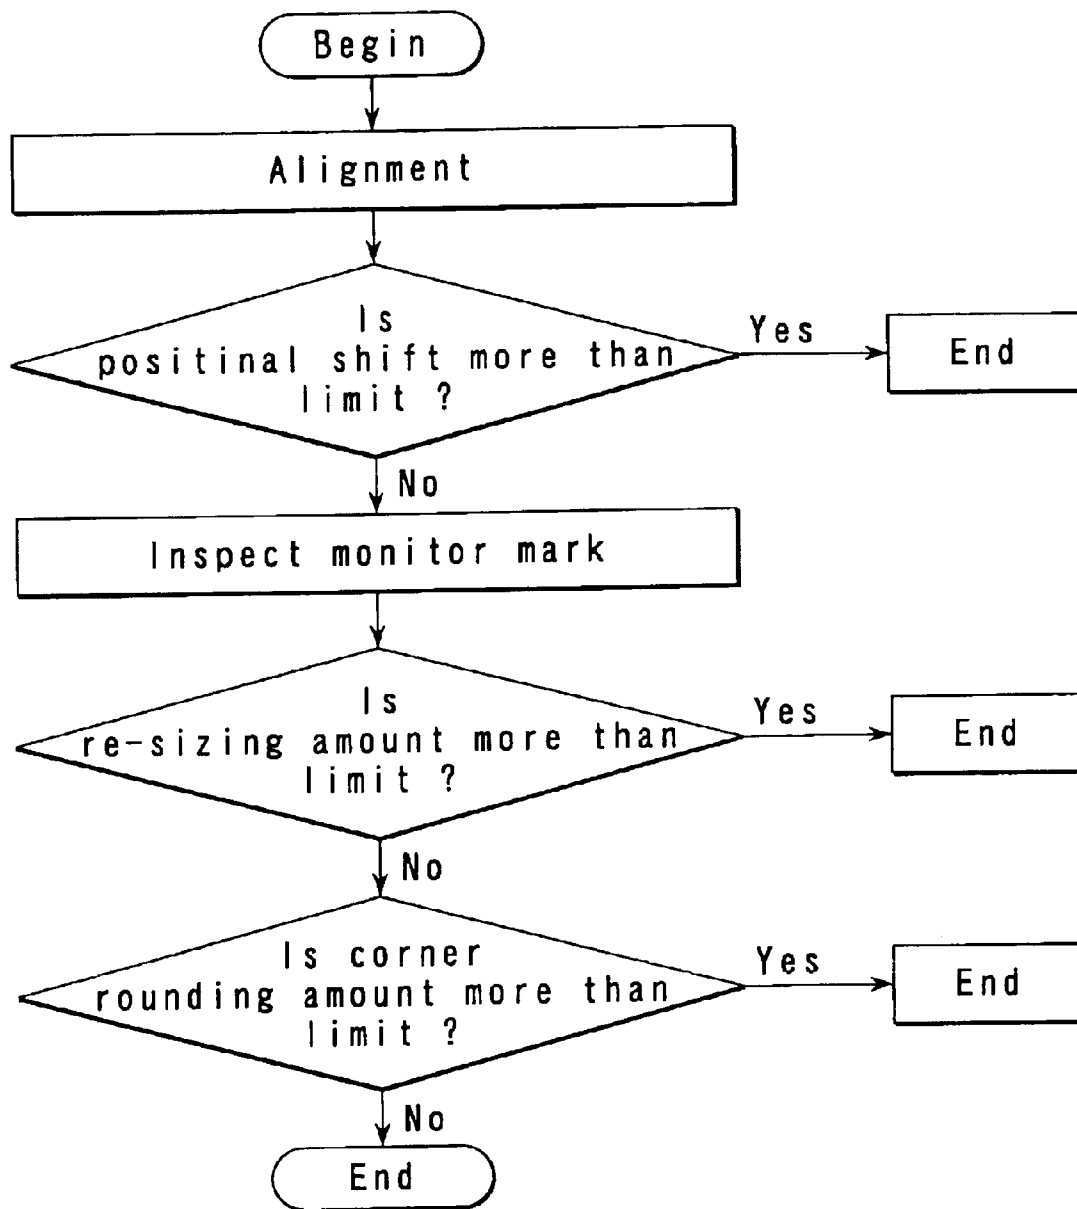 Begin
Alignment
Is
positinal shift more than
limit ?
Yes
End
No
Inspect monitor mark
Is
re-sizing amount more than
limit ?
Yes
End
No
Is corner
rounding amount more than
limit ?
Yes
End
No
End